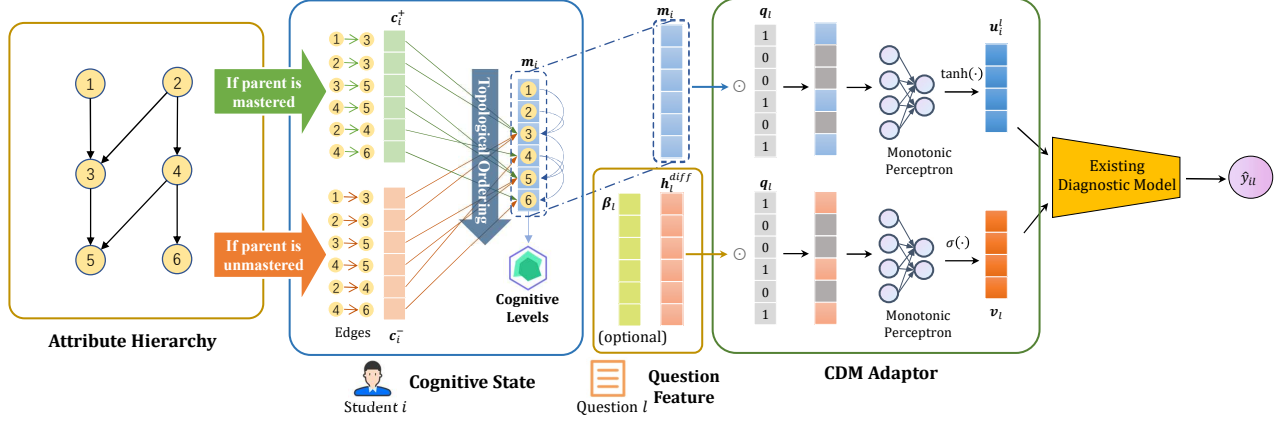 1
2
3
4
5
6
Attribute Hierarchy
If parent is
mastered
If parent is
unmastered
c_i^+
1 → 3
2 → 3
3 → 5
4 → 5
2 → 4
4 → 6
1 → 3
2 → 3
3 → 5
4 → 5
2 → 4
4 → 6
Edges
c_i^-
Topological Ordering
m_i
1
2
3
4
5
6
Cognitive
Levels
Cognitive State
Student i
m_i
β_l
h_l^{diff}
(optional)
Question l
Question
Feature
⊙
q_l
1
0
0
1
0
1
Monotonic
Perceptron
tanh(·)
u_i^l
⊙
q_l
1
0
0
1
0
1
Monotonic
Perceptron
σ(·)
v_l
CDM Adaptor
Existing
Diagnostic Model
ŷ_{il}